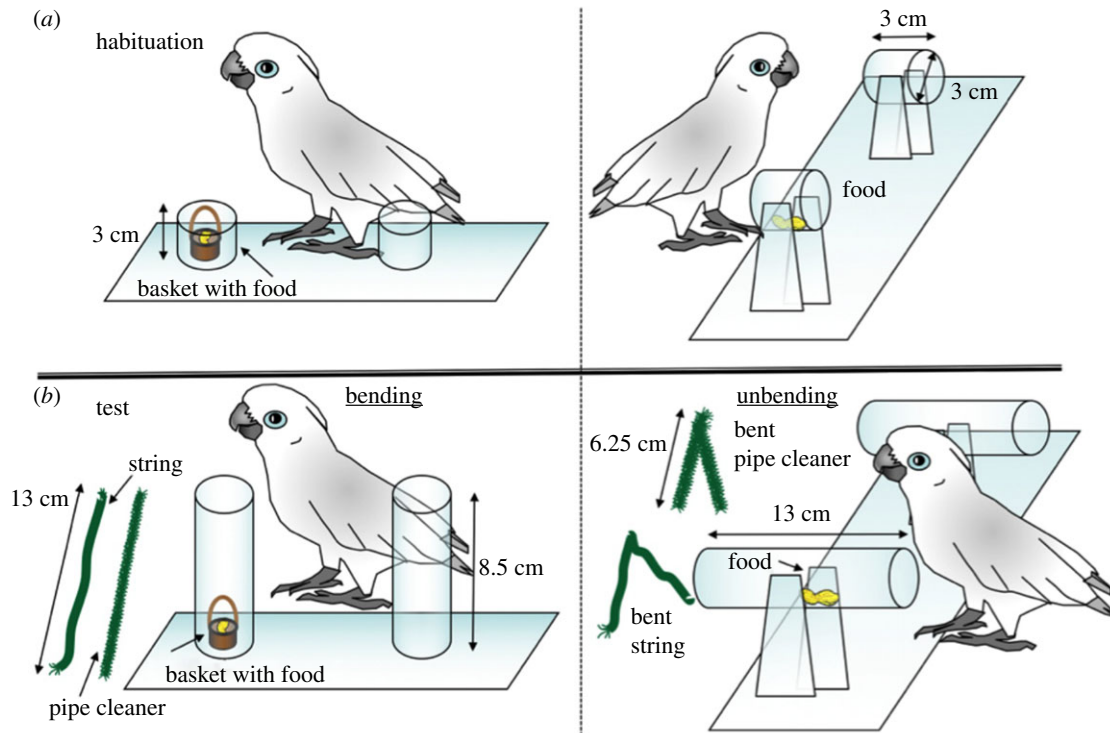 (a)
habituation
3 cm
basket with food
3 cm
3 cm
food
(b)
test
bending
string
13 cm
8.5 cm
basket with food
pipe cleaner
unbending
6.25 cm
bent
pipe cleaner
13 cm
food
bent
string